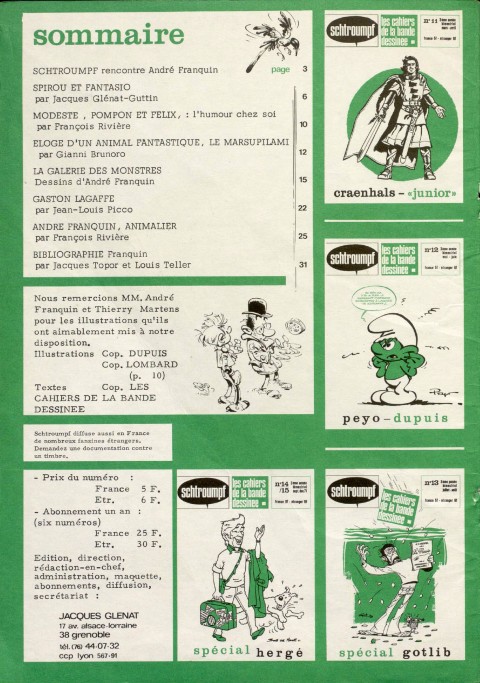 sommaire
page
SCHTROUMPF rencontre André Franquin 3
SPIROU ET FANTASIO
par Jacques Glénat-Guttin 6
MODESTE , POMPON ET FELIX, : l'humour chez soi
par François Rivière 10
ELOGE D'UN ANIMAL FANTASTIQUE, LE MARSUPILAMI
par Gianni Brunoro 12
LA GALERIE DES MONSTRES 15
Dessins d'André Franquin
GASTON LAGAFFE 22
par Jean-Louis Picco
ANDRE FRANQUIN, ANIMALIER
par François Rivière 25
BIBLIOGRAPHIE Franquin
par Jacques Topor et Louis Teller 31
Nous remercions MM. André
Franquin et Thierry Martens
pour les illustrations qu'ils
ont aimablement mis à notre
disposition.
Illustrations Cop. DUPUIS
Cop. LOMBARD
(p. 10)
Textes Cop. LES
CAHIERS DE LA BANDE
DESSINEE
Schtroumpf diffuse aussi en France
de nombreux fanzines étrangers.
Demandez une documentation contre
un timbre.
- Prix du numéro :
France 5 F.
Etr. 6 F.
- Abonnement un an :
(six numéros)
France 25 F.
Etr. 30 F.
Edition, direction,
rédaction-en-chef,
administration, maquette,
abonnements, diffusion,
secrétariat :
JACQUES GLENAT
17 av. alsace-lorraine
38 grenoble
tél. (76) 44-07-32
ccp lyon 567-91
schtroumpf
les cahiers
de la bande
dessinée
n°11
craenhals - «junior»
schtroumpf
les cahiers
de la bande
dessinée
n°12
Peyo
peyo - dupuis
schtroumpf
les cahiers
de la bande
dessinée
n°14
/15
spécial hergé
schtroumpf
les cahiers
de la bande
dessinée
n°13
spécial gotlib